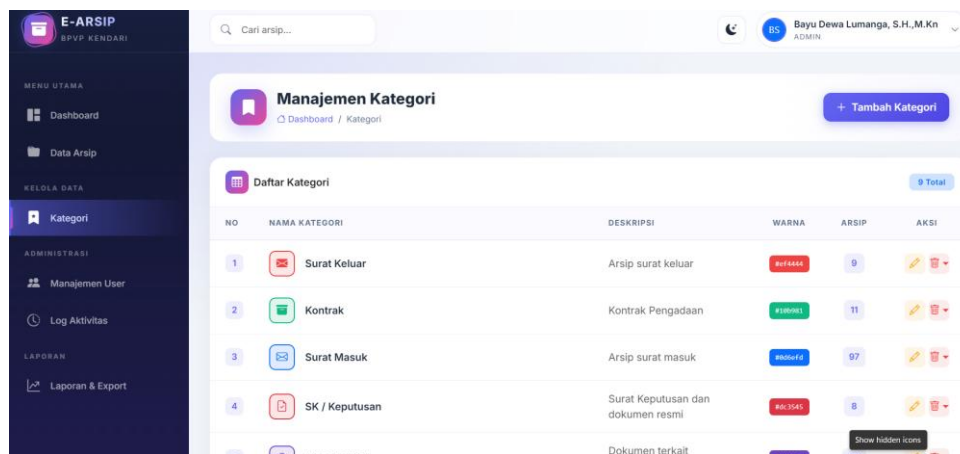 E-ARSIP
BPVP KENDARI
Cari arsip...
BS
Bayu Dewa Lumanga, S.H.,M.Kn
ADMIN
MENU UTAMA
Dashboard
Data Arsip
KELOLA DATA
Kategori
ADMINISTRASI
Manajemen User
Log Aktivitas
LAPORAN
Laporan & Export
Manajemen Kategori
Dashboard / Kategori
+ Tambah Kategori
Daftar Kategori
9 Total
NO NAMA KATEGORI DESKRIPSI WARNA ARSIP AKSI
1 Surat Keluar Arsip surat keluar #ef4444 9
2 Kontrak Kontrak Pengadaan #10b981 11
3 Surat Masuk Arsip surat masuk #0d6efd 97
4 SK / Keputusan Surat Keputusan dan
dokumen resmi #dc3545 8
Dokumen terkait
Show hidden icons